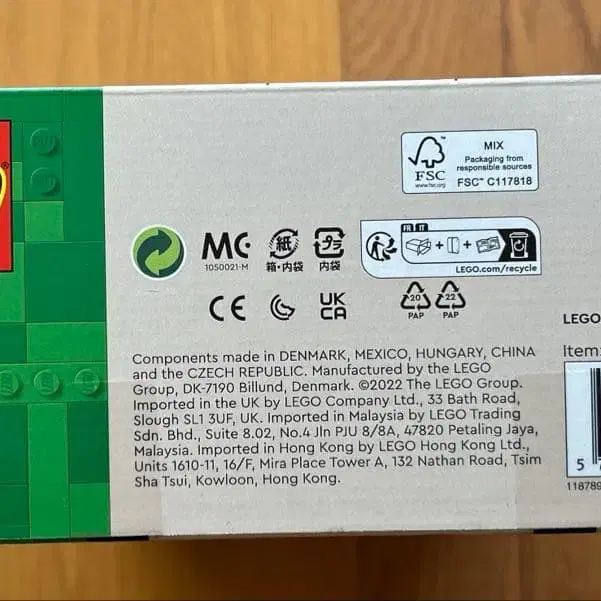 MIX
Packaging from
responsible sources
FSC™ C117818
FSC
www.fsc.org
1050021-M
紙
箱・内袋
プラ
内袋
FR IT
LEGO.com/recycle
CE
UK
CA
20
PAP
22
PAP
Components made in DENMARK, MEXICO, HUNGARY, CHINA
and the CZECH REPUBLIC. Manufactured by the LEGO
Group, DK-7190 Billund, Denmark. ©2022 The LEGO Group.
Imported in the UK by LEGO Company Ltd., 33 Bath Road,
Slough SL1 3UF, UK. Imported in Malaysia by LEGO Trading
Sdn. Bhd., Suite 8.02, No.4 Jln PJU 8/8A, 47820 Petaling Jaya,
Malaysia. Imported in Hong Kong by LEGO Hong Kong Ltd.,
Units 1610-11, 16/F, Mira Place Tower A, 132 Nathan Road, Tsim
Sha Tsui, Kowloon, Hong Kong.
LEGO
Item:
5
118789